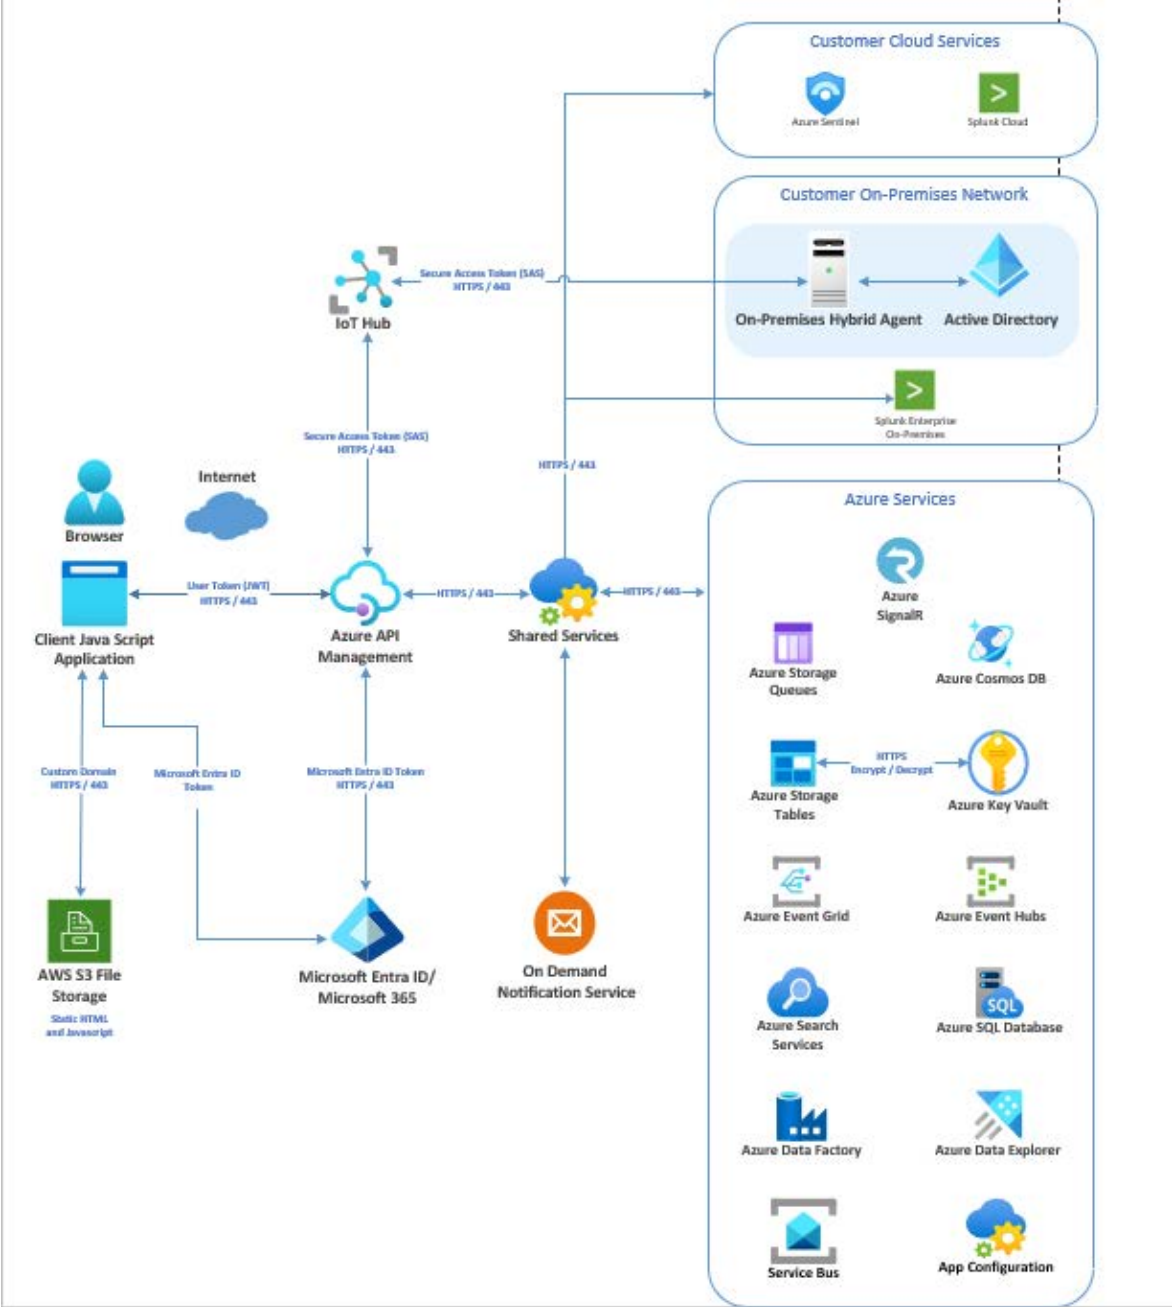 Customer Cloud Services
Azure Sentinel
Splunk Cloud
Customer On-Premises Network
Secure Access Token (SAS)
HTTPS / 443
IoT Hub
On-Premises Hybrid Agent
Active Directory
Splunk Enterprise
On-Premises
Secure Access Token (SAS)
HTTPS / 443
HTTPS / 443
Browser
Internet
Client Java Script
Application
User Token (JWT)
HTTPS / 443
Azure API
Management
HTTPS / 443
Shared Services
HTTPS / 443
Custom Domain
HTTPS / 443
Microsoft Entra ID
Token
Microsoft Entra ID Token
HTTPS / 443
AWS S3 File
Storage
Static HTML
and Javascript
Microsoft Entra ID/
Microsoft 365
On Demand
Notification Service
Azure Services
Azure
SignalR
Azure Storage
Queues
Azure Cosmos DB
Azure Storage
Tables
HTTPS
Encrypt / Decrypt
Azure Key Vault
Azure Event Grid
Azure Event Hubs
Azure Search
Services
SQL
Azure SQL Database
Azure Data Factory
Azure Data Explorer
Service Bus
App Configuration